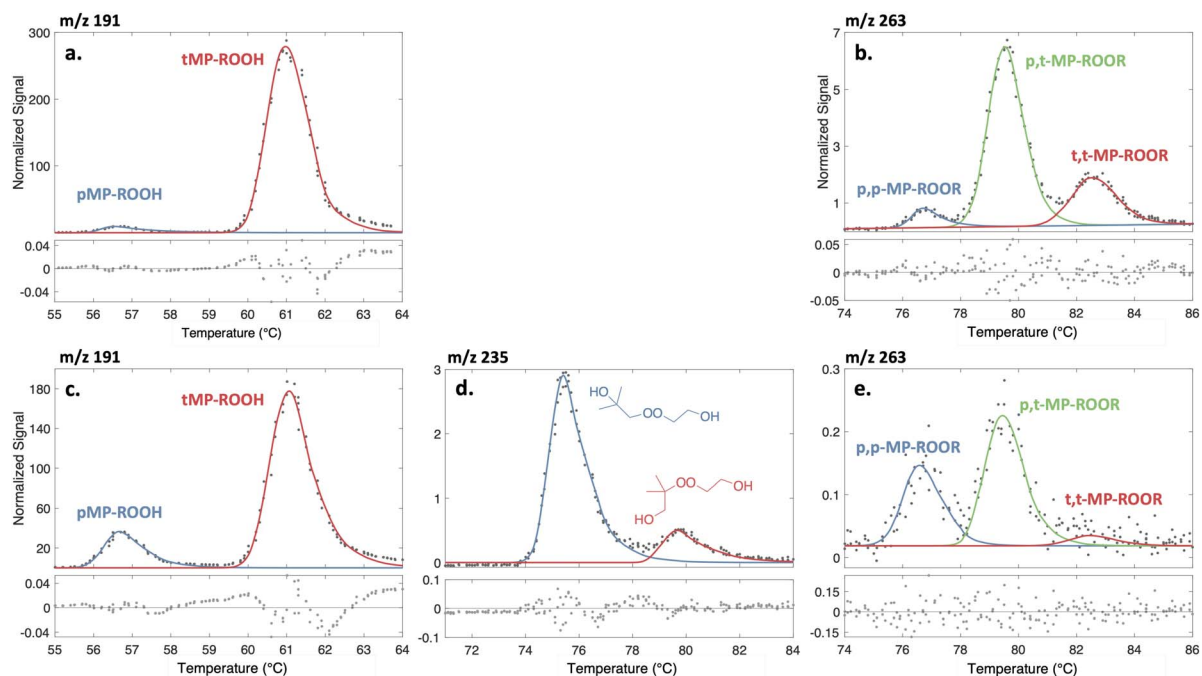 m/z 191
a.
Normalized Signal
300
200
100
tMP-ROOH
pMP-ROOH
0.04
0
-0.04
55 56 57 58 59 60 61 62 63 64
Temperature (°C)
m/z 263
b.
Normalized Signal
7
5
3
1
p,t-MP-ROOR
t,t-MP-ROOR
p,p-MP-ROOR
0.05
0
-0.05
74 76 78 80 82 84 86
Temperature (°C)
m/z 191
c.
Normalized Signal
180
140
100
60
20
tMP-ROOH
pMP-ROOH
0.04
0
-0.04
55 56 57 58 59 60 61 62 63 64
Temperature (°C)
m/z 235
d.
3
2
1
0
HO
OO
OH
OO
OH
HO
0.1
0
-0.1
72 74 76 78 80 82 84
Temperature (°C)
m/z 263
e.
0.3
0.2
0.1
0
p,t-MP-ROOR
p,p-MP-ROOR
t,t-MP-ROOR
0.15
0
-0.15
74 76 78 80 82 84 86
Temperature (°C)